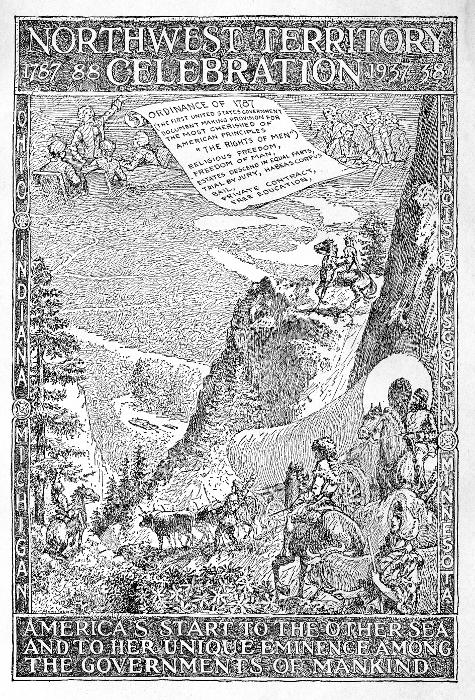 NORTHWEST TERRITORY
1787-88 CELEBRATION 1937-38
ORDINANCE OF 1787
THE FIRST UNITED STATES GOVERNMENT
DOCUMENT MAKING PROVISION FOR
THE MOST CHERISHED OF
AMERICAN PRINCIPLES
"THE RIGHTS OF MEN"
RELIGIOUS FREEDOM,
FREEDOM OF MAN,
ESTATES DESCEND IN EQUAL PARTS,
TRIAL BY JURY, HABEAS CORPUS
BAIL,
PRIVATE CONTRACT,
FREE EDUCATION;
OHIO
INDIANA
MICHIGAN
ILLINOIS
WISCONSIN
MINNESOTA
AMERICA'S START TO THE OTHER SEA
AND TO HER UNIQUE EMINENCE AMONG
THE GOVERNMENTS OF MANKIND